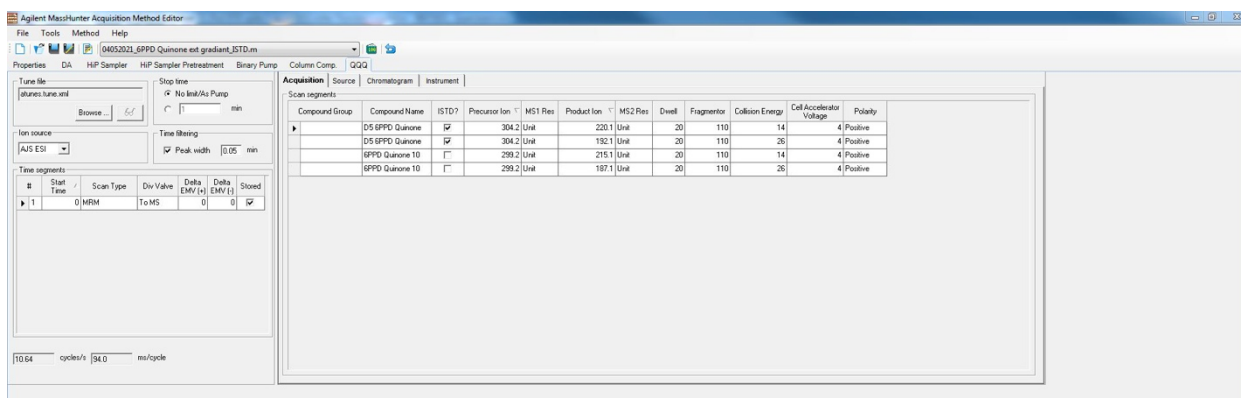 Agilent MassHunter Acquisition Method Editor
File Tools Method Help
04052021_6PPD Quinone ext gradiant_ISTD.m
Properties DA HiP Sampler HiP Sampler Pretreatment Binary Pump Column Comp. QQQ
Tune file
atunes.tune.xml
Browse ...
Stop time
No limit/As Pump
1 min
Ion source
AJS ESI
Time filtering
Peak width 0.05 min
Time segments
# Start Time Scan Type Div Valve Delta EMV (+) Delta EMV (-) Stored
1 0 MRM To MS 0 0
10.64 cycles/s 94.0 ms/cycle
Acquisition Source Chromatogram Instrument
Scan segments
Compound Group Compound Name ISTD? Precursor Ion MS1 Res Product Ion MS2 Res Dwell Fragmentor Collision Energy Cell Accelerator Voltage Polarity
D5 6PPD Quinone 304.2 Unit 220.1 Unit 20 110 14 4 Positive
D5 6PPD Quinone 304.2 Unit 192.1 Unit 20 110 26 4 Positive
6PPD Quinone 10 299.2 Unit 215.1 Unit 20 110 14 4 Positive
6PPD Quinone 10 299.2 Unit 187.1 Unit 20 110 26 4 Positive